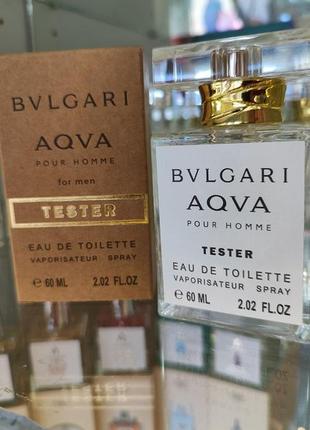 BVLGARI
AQVA
POUR HOMME
for men
TESTER
EAU DE TOILETTE
VAPORISATEUR SPRAY
℮ 60 ML 2.02 FL.OZ
BVLGARI
AQVA
POUR HOMME
TESTER
EAU DE TOILETTE
VAPORISATEUR SPRAY
℮ 60 ML 2.02 FL.OZ